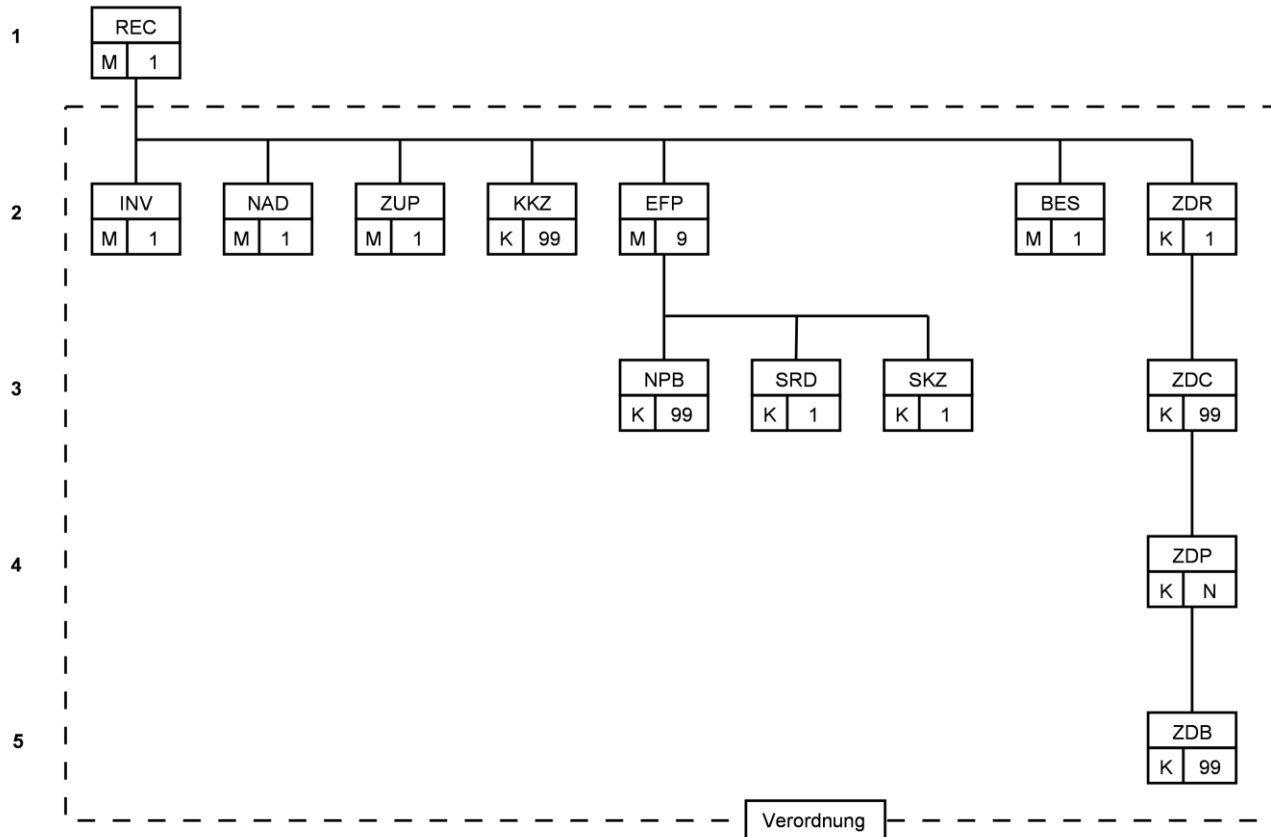 1
REC
M 1
2
INV NAD ZUP KKZ EFP BES ZDR
M 1 M 1 M 1 K 99 M 9 M 1 K 1
3
NPB SRD SKZ ZDC
K 99 K 1 K 1 K 99
4
ZDP
K N
5
ZDB
K 99
Verordnung